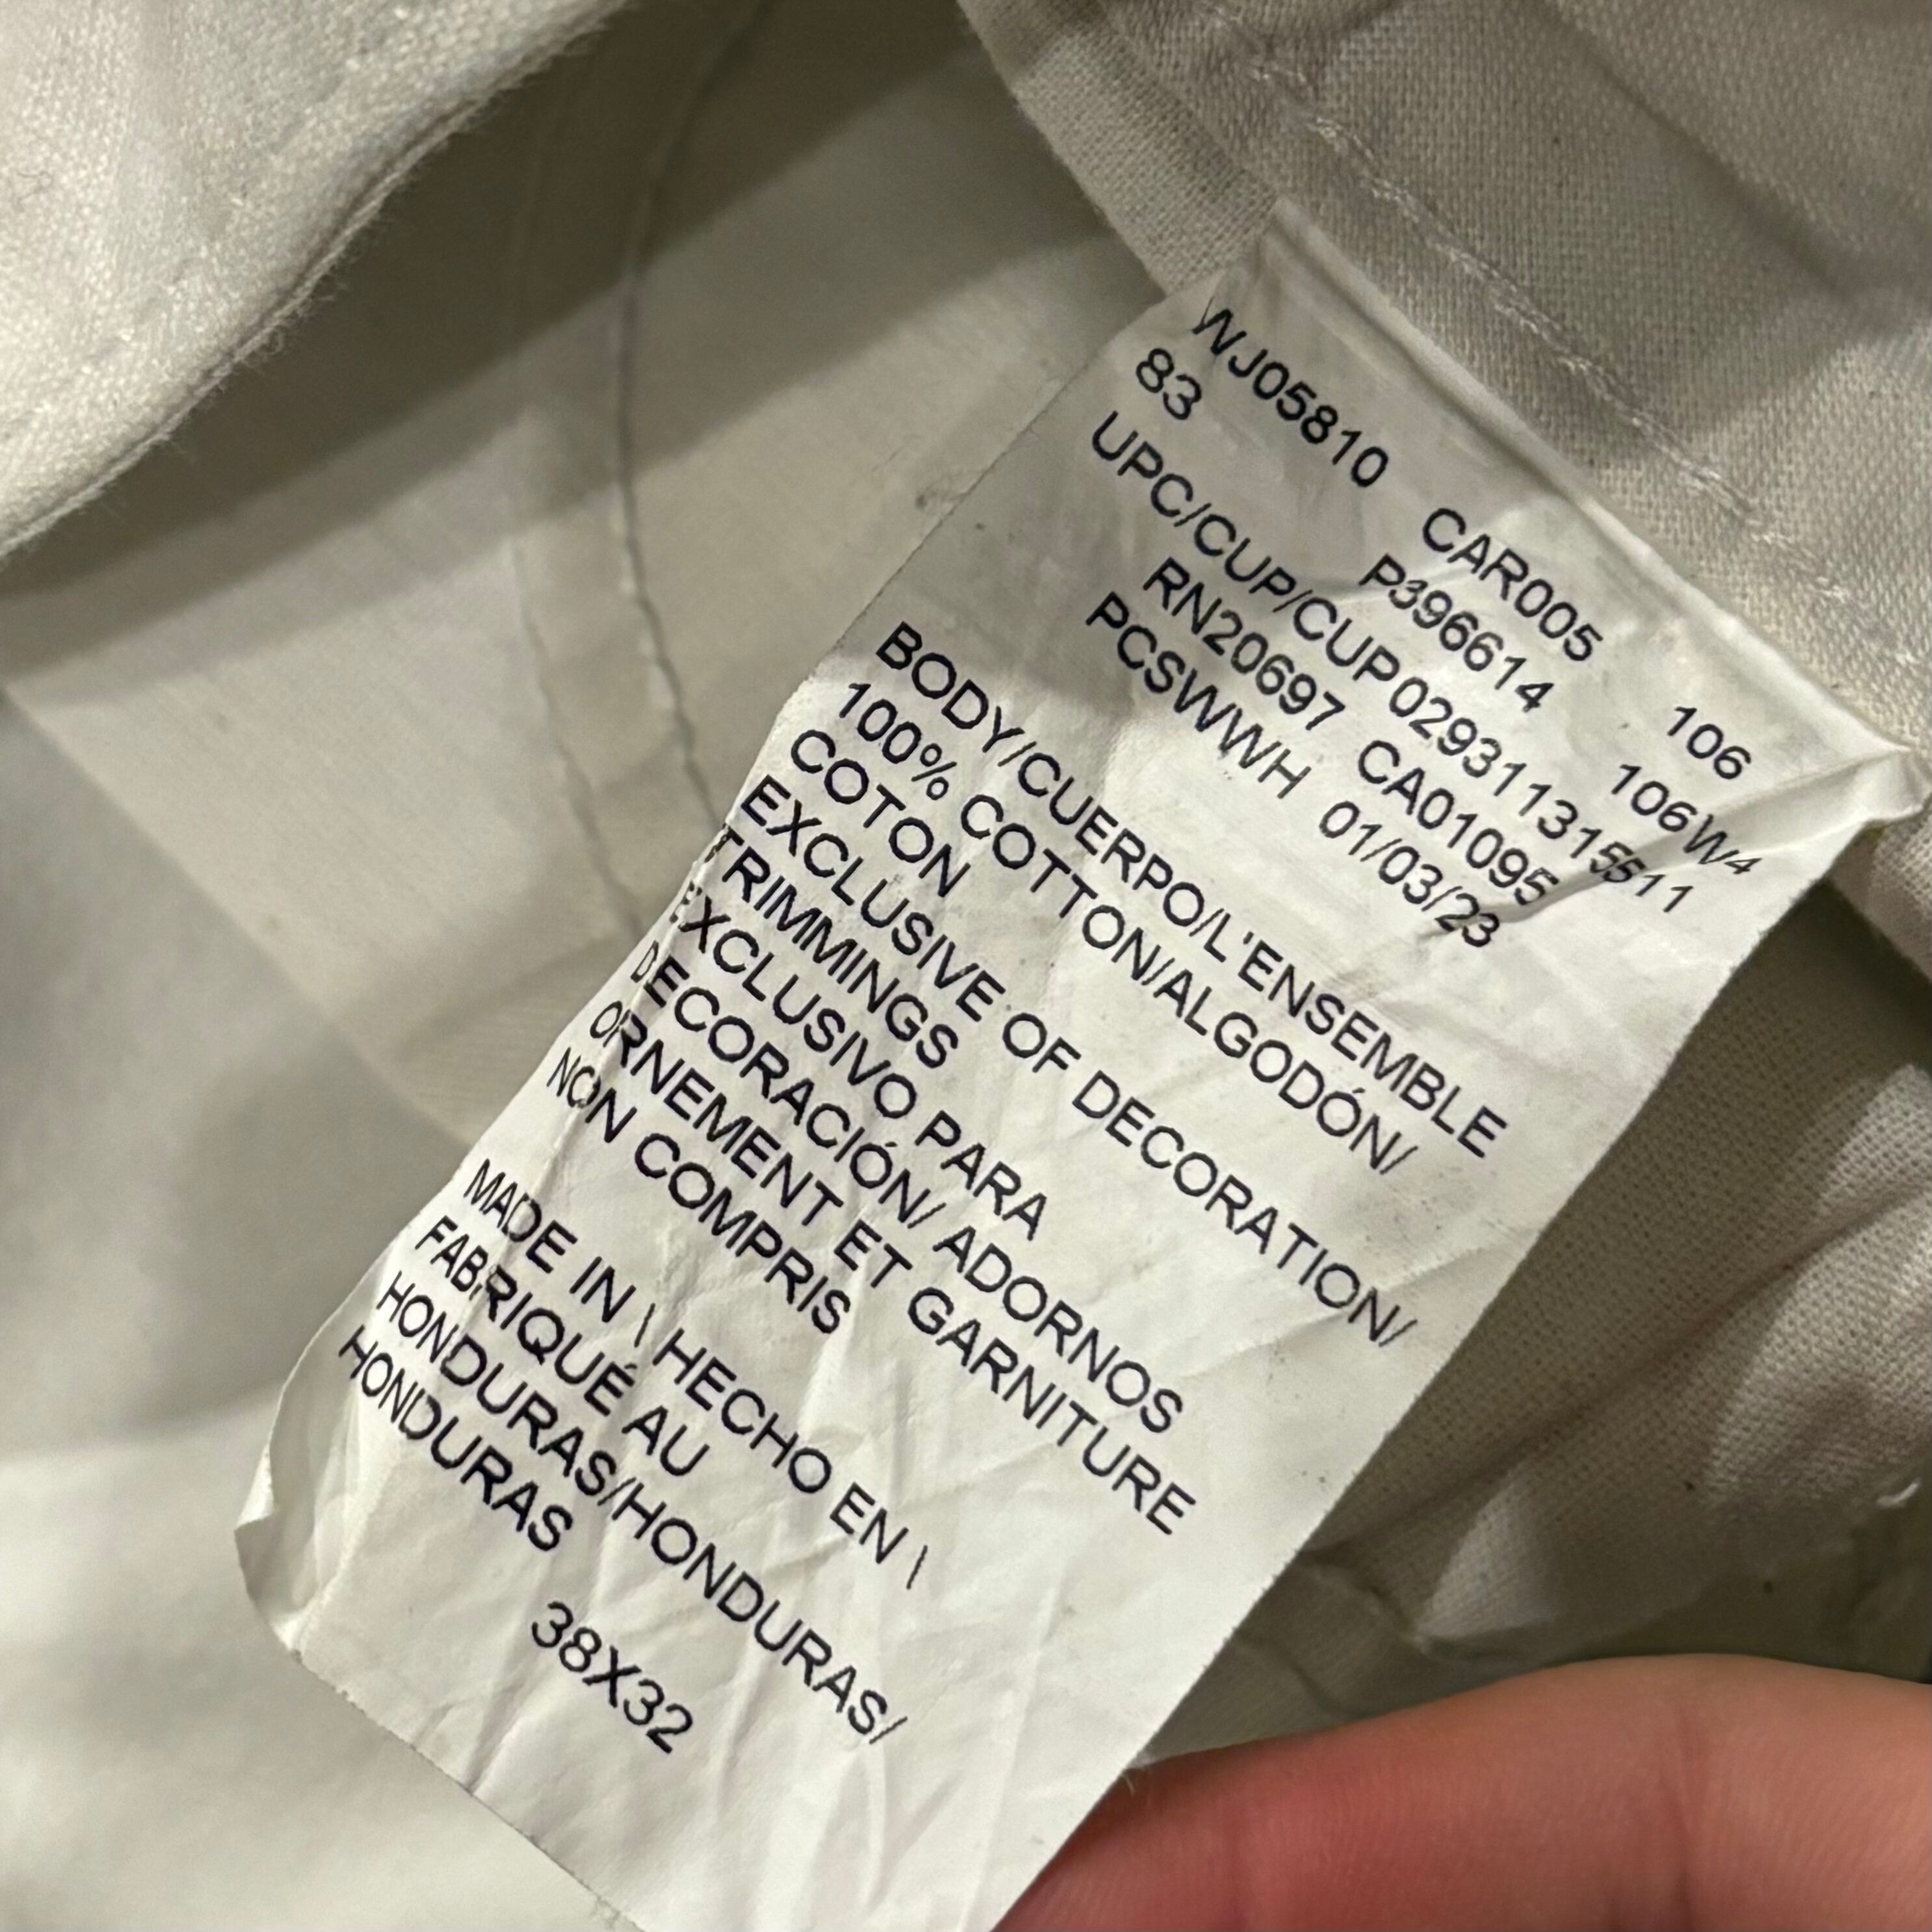 WJ05810 CAR005 106
83 P396614 106W4
UPC/CUP/CUP 029311315511
RN20697 CA01095
PCSWWH 01/03/23
BODY/CUERPO/L'ENSEMBLE
100% COTTON/ALGODÓN/
COTON
EXCLUSIVE OF DECORATION/
TRIMMINGS
EXCLUSIVO PARA
DECORACIÓN/ ADORNOS
ORNEMENT ET GARNITURE
NON COMPRIS
MADE IN \ HECHO EN \
FABRIQUÉ AU
HONDURAS/HONDURAS/
HONDURAS
38X32